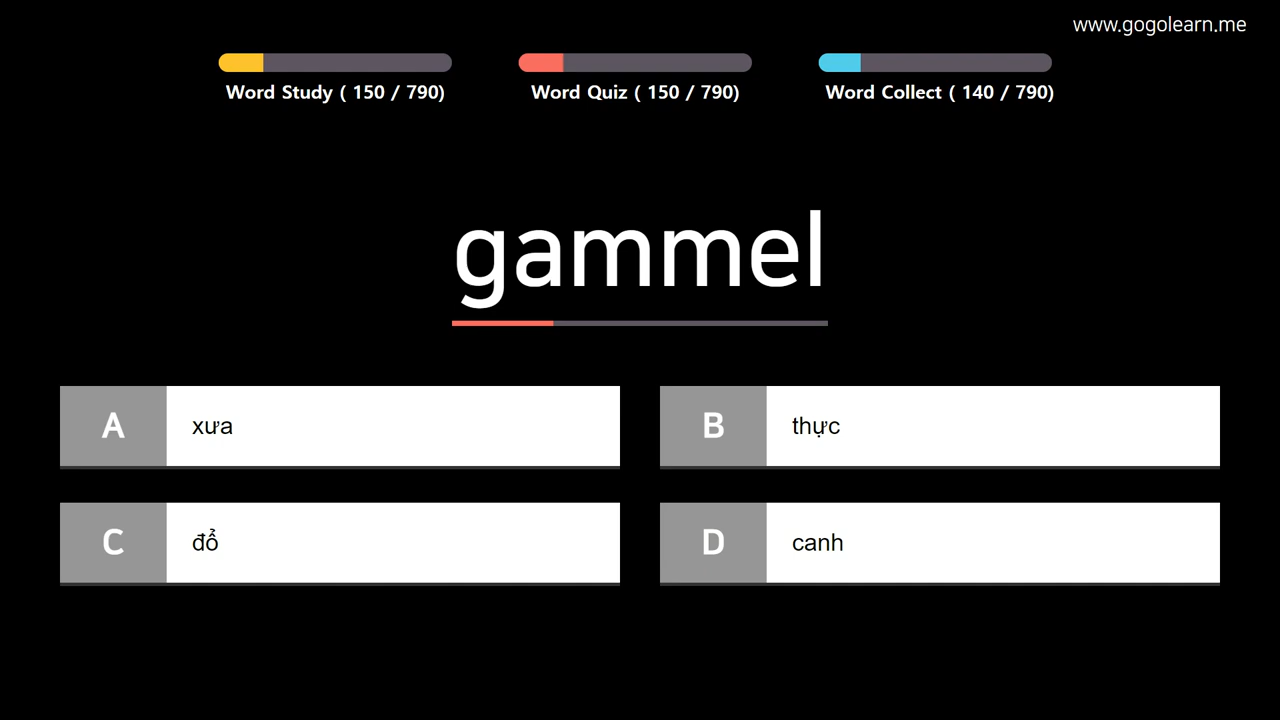 www.gogolearn.me
Word Study ( 150 / 790)
Word Quiz ( 150 / 790)
Word Collect ( 140 / 790)
gammel
A xưa
B thực
C đổ
D canh